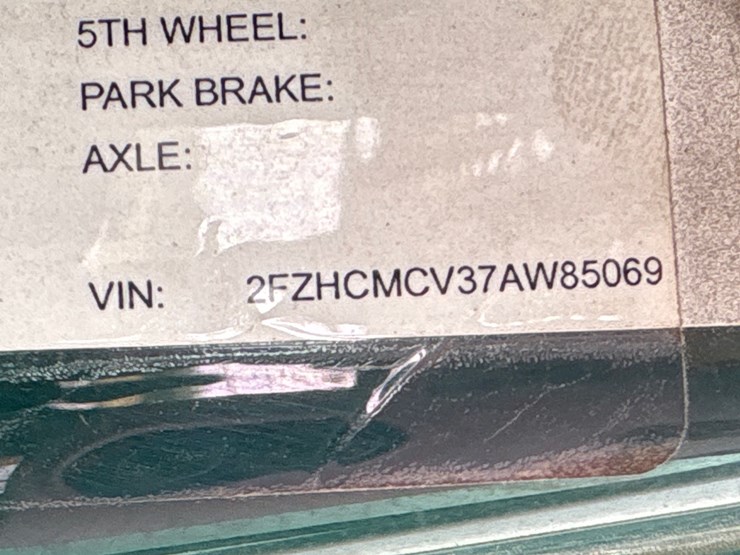 5TH WHEEL:
PARK BRAKE:
AXLE:
VIN: 2FZHCMCV37AW85069